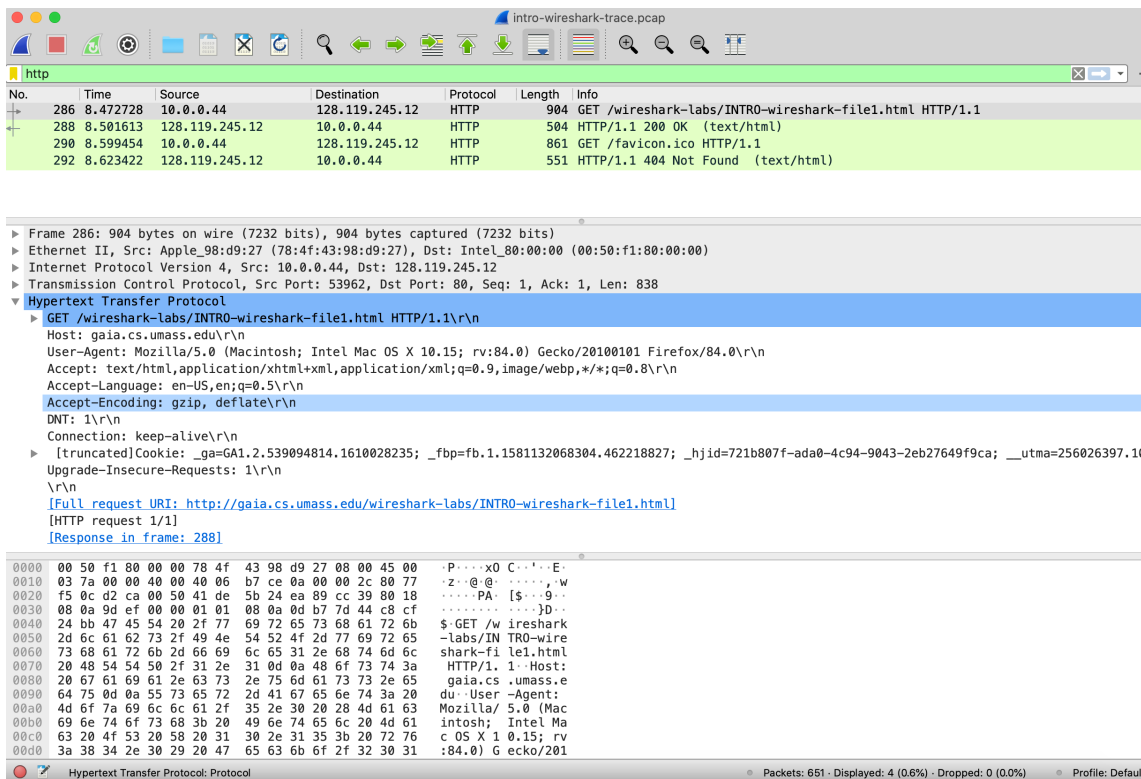 intro-wireshark-trace.pcap
http
No. Time Source Destination Protocol Length Info
286 8.472728 10.0.0.44 128.119.245.12 HTTP 904 GET /wireshark-labs/INTRO-wireshark-file1.html HTTP/1.1
288 8.501613 128.119.245.12 10.0.0.44 HTTP 504 HTTP/1.1 200 OK (text/html)
290 8.599454 10.0.0.44 128.119.245.12 HTTP 861 GET /favicon.ico HTTP/1.1
292 8.623422 128.119.245.12 10.0.0.44 HTTP 551 HTTP/1.1 404 Not Found (text/html)
Frame 286: 904 bytes on wire (7232 bits), 904 bytes captured (7232 bits)
Ethernet II, Src: Apple_98:d9:27 (78:4f:43:98:d9:27), Dst: Intel_80:00:00 (00:50:f1:80:00:00)
Internet Protocol Version 4, Src: 10.0.0.44, Dst: 128.119.245.12
Transmission Control Protocol, Src Port: 53962, Dst Port: 80, Seq: 1, Ack: 1, Len: 838
Hypertext Transfer Protocol
GET /wireshark-labs/INTRO-wireshark-file1.html HTTP/1.1\r\n
Host: gaia.cs.umass.edu\r\n
User-Agent: Mozilla/5.0 (Macintosh; Intel Mac OS X 10.15; rv:84.0) Gecko/20100101 Firefox/84.0\r\n
Accept: text/html,application/xhtml+xml,application/xml;q=0.9,image/webp,*/*;q=0.8\r\n
Accept-Language: en-US,en;q=0.5\r\n
Accept-Encoding: gzip, deflate\r\n
DNT: 1\r\n
Connection: keep-alive\r\n
[truncated]Cookie: _ga=GA1.2.539094814.1610028235; _fbp=fb.1.1581132068304.462218827; _hjid=721b807f-ada0-4c94-9043-2eb27649f9ca; __utma=256026397.10
Upgrade-Insecure-Requests: 1\r\n
\r\n
[Full request URI: http://gaia.cs.umass.edu/wireshark-labs/INTRO-wireshark-file1.html]
[HTTP request 1/1]
[Response in frame: 288]
0000 00 50 f1 80 00 00 78 4f 43 98 d9 27 08 00 45 00 ·P····xO C··'··E·
0010 03 7a 00 00 40 00 40 06 b7 ce 0a 00 00 2c 80 77 ·z··@·@· ·····,·w
0020 f5 0c d2 ca 00 50 41 de 5b 24 ea 89 cc 39 80 18 ·····PA· [$···9··
0030 08 0a 9d ef 00 00 01 01 08 0a 0d b7 7d 44 c8 cf ········ ····}D··
0040 24 bb 47 45 54 20 2f 77 69 72 65 73 68 61 72 6b $·GET /w ireshark
0050 2d 6c 61 62 73 2f 49 4e 54 52 4f 2d 77 69 72 65 -labs/IN TRO-wire
0060 73 68 61 72 6b 2d 66 69 6c 65 31 2e 68 74 6d 6c shark-fi le1.html
0070 20 48 54 54 50 2f 31 2e 31 0d 0a 48 6f 73 74 3a HTTP/1. 1··Host:
0080 20 67 61 69 61 2e 63 73 2e 75 6d 61 73 73 2e 65 gaia.cs .umass.e
0090 64 75 0d 0a 55 73 65 72 2d 41 67 65 6e 74 3a 20 du··User -Agent:
00a0 4d 6f 7a 69 6c 6c 61 2f 35 2e 30 20 28 4d 61 63 Mozilla/ 5.0 (Mac
00b0 69 6e 74 6f 73 68 3b 20 49 6e 74 65 6c 20 4d 61 intosh; Intel Ma
00c0 63 20 4f 53 20 58 20 31 30 2e 31 35 3b 20 72 76 c OS X 1 0.15; rv
00d0 3a 38 34 2e 30 29 20 47 65 63 6b 6f 2f 32 30 31 :84.0) G ecko/201
Hypertext Transfer Protocol: Protocol Packets: 651 · Displayed: 4 (0.6%) · Dropped: 0 (0.0%) Profile: Defaul